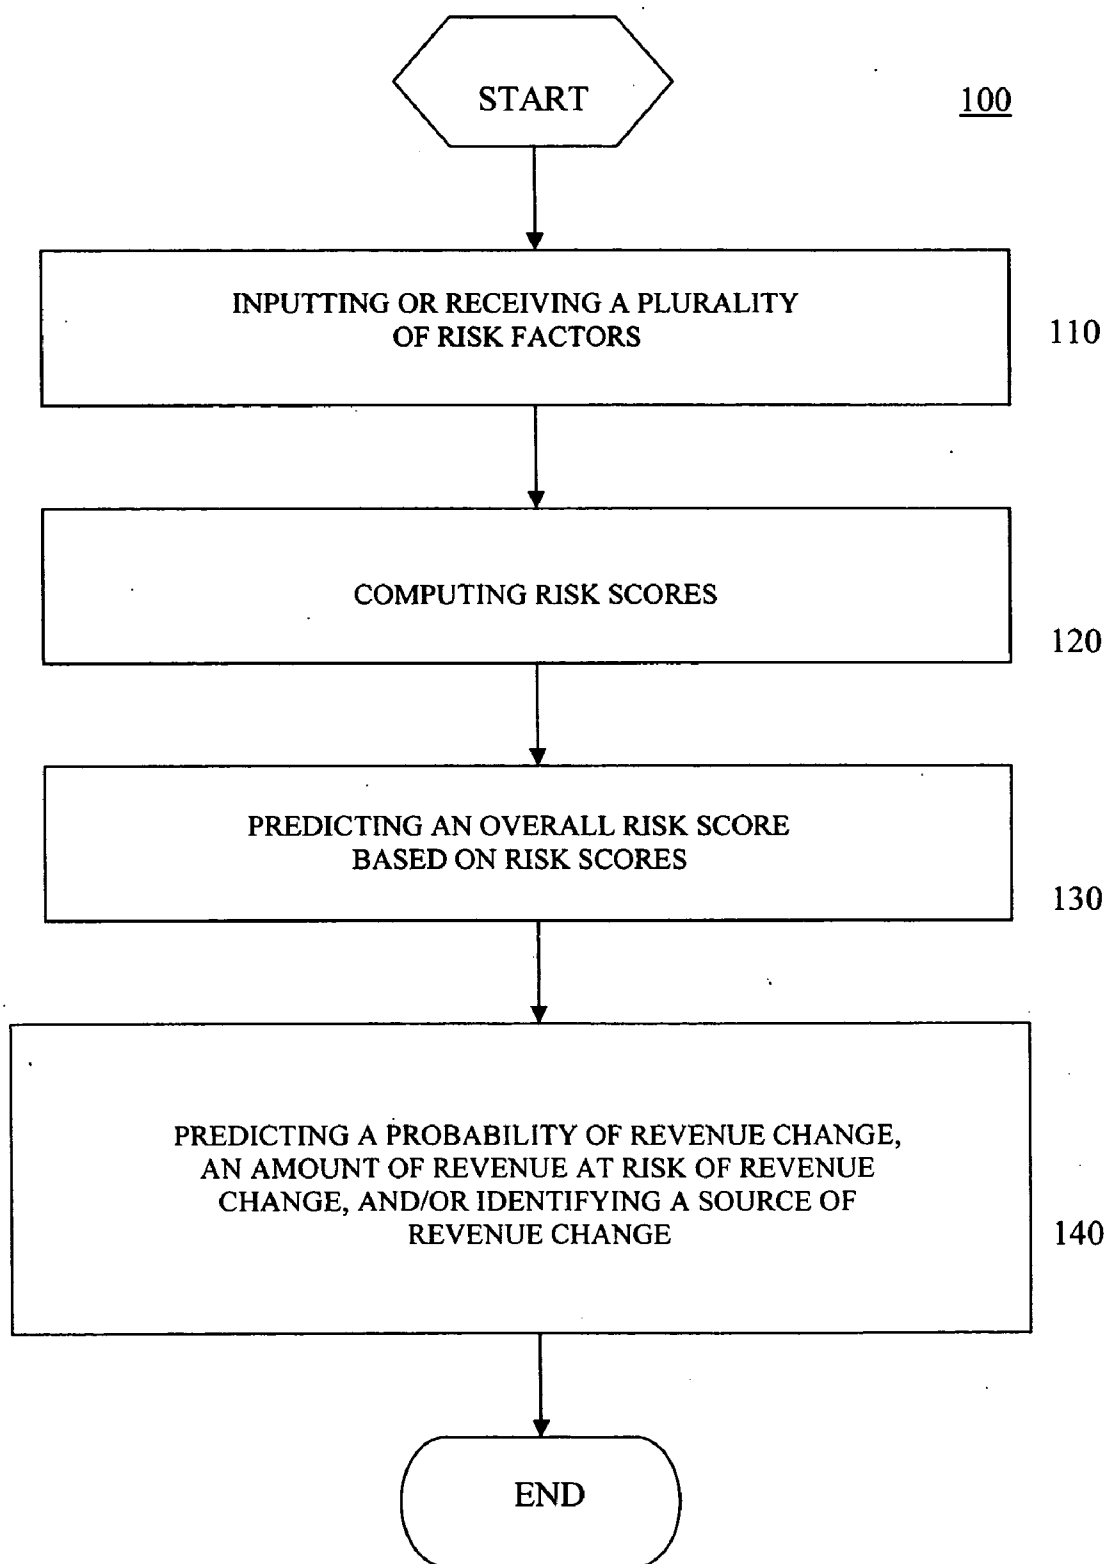 START
100
INPUTTING OR RECEIVING A PLURALITY
OF RISK FACTORS
110
COMPUTING RISK SCORES
120
PREDICTING AN OVERALL RISK SCORE
BASED ON RISK SCORES
130
PREDICTING A PROBABILITY OF REVENUE CHANGE,
AN AMOUNT OF REVENUE AT RISK OF REVENUE
CHANGE, AND/OR IDENTIFYING A SOURCE OF
REVENUE CHANGE
140
END